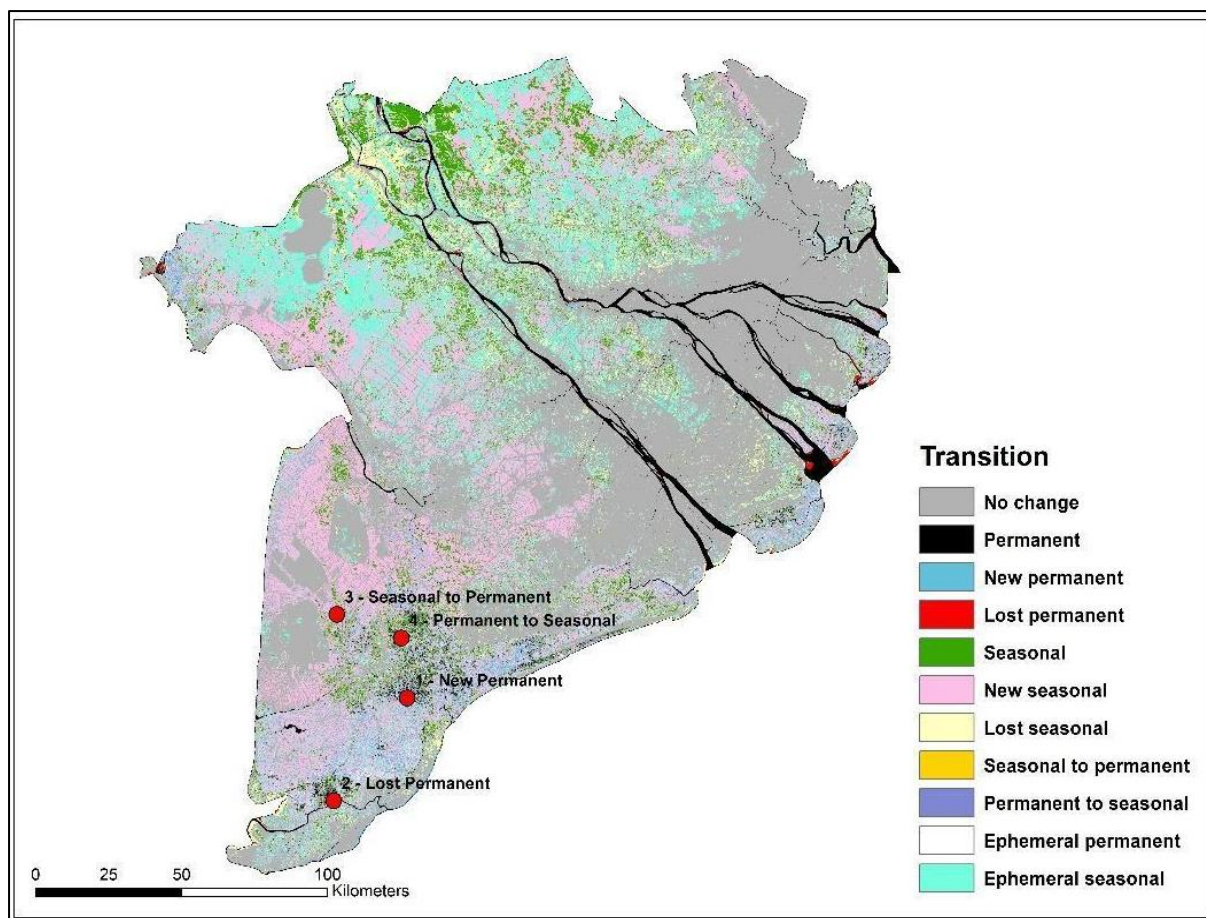 3 - Seasonal to Permanent
4 - Permanent to Seasonal
1 - New Permanent
2 - Lost Permanent
0 25 50 100
Kilometers
Transition
No change
Permanent
New permanent
Lost permanent
Seasonal
New seasonal
Lost seasonal
Seasonal to permanent
Permanent to seasonal
Ephemeral permanent
Ephemeral seasonal